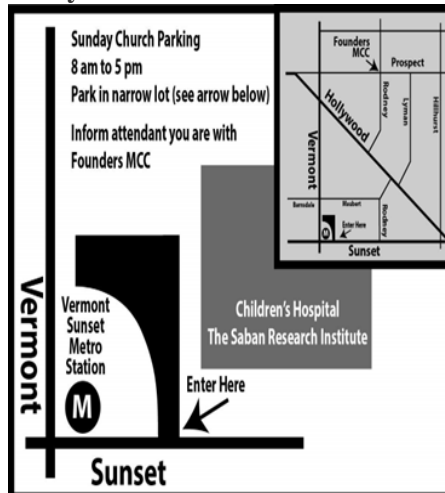 Sunday Church Parking
8 am to 5 pm
Park in narrow lot (see arrow below)
Inform attendant you are with
Founders MCC
Founders
MCC
Prospect
Rodney
Lyman
Hillhurst
Hollywood
Vermont
Barnsdale
Rodney
Enter Here
M
Sunset
Vermont
Vermont
Sunset
Metro
Station
M
Children's Hospital
The Saban Research Institute
Enter Here
Sunset